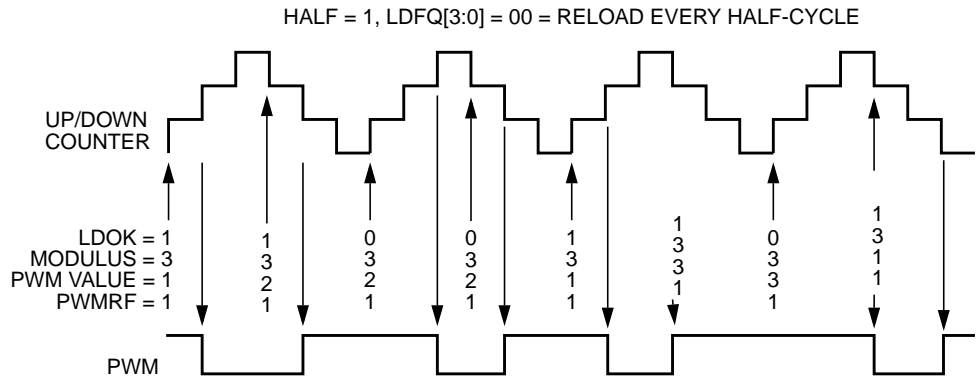 HALF = 1, LDFQ[3:0] = 00 = RELOAD EVERY HALF-CYCLE
UP/DOWN
COUNTER
LDOK = 1 1 0 0 1 1 0 1
MODULUS = 3 3 3 3 3 3 3 3
PWM VALUE = 1 2 2 2 1 3 3 1
PWMRF = 1 1 1 1 1 1 1 1
PWM